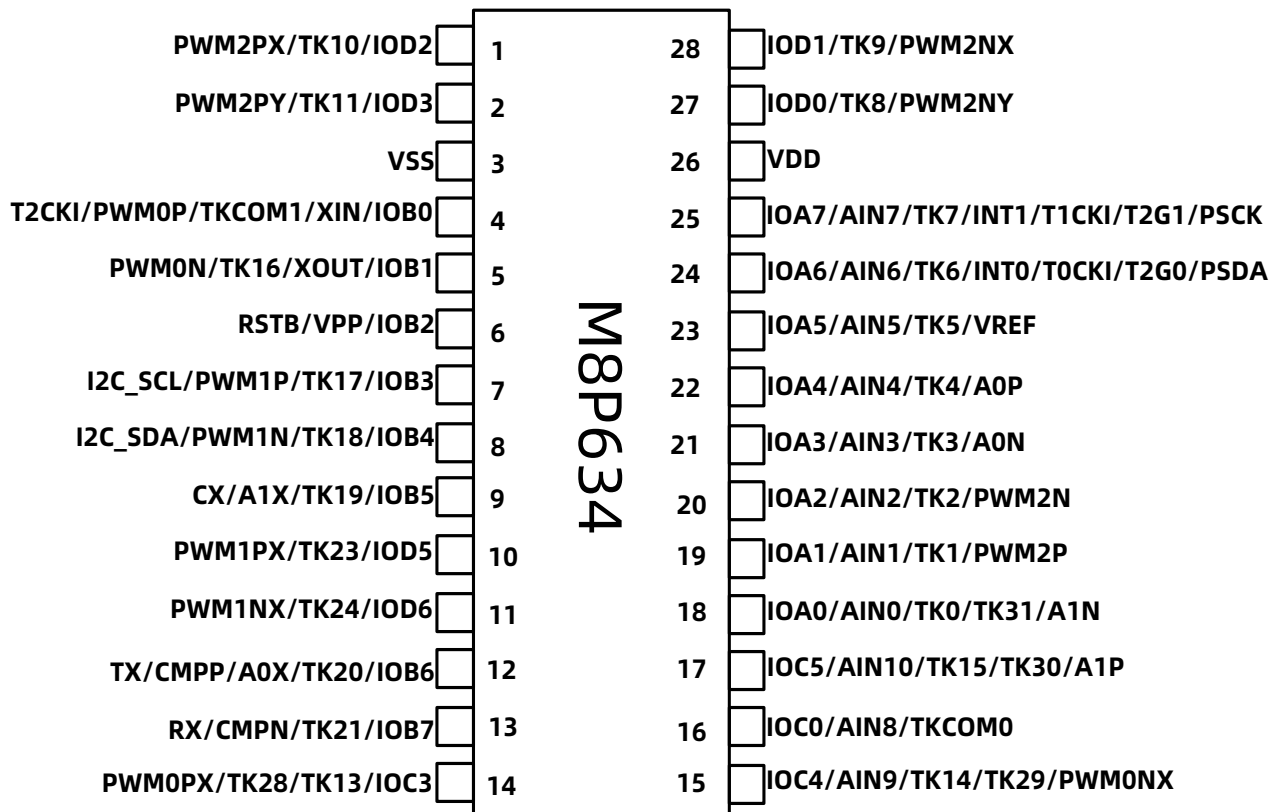 PWM2PX/TK10/IOD2 1 28 IOD1/TK9/PWM2NX
PWM2PY/TK11/IOD3 2 27 IOD0/TK8/PWM2NY
VSS 3 26 VDD
T2CKI/PWM0P/TKCOM1/XIN/IOB0 4 25 IOA7/AIN7/TK7/INT1/T1CKI/T2G1/PSCK
PWM0N/TK16/XOUT/IOB1 5 24 IOA6/AIN6/TK6/INT0/T0CKI/T2G0/PSDA
RSTB/VPP/IOB2 6 23 IOA5/AIN5/TK5/VREF
I2C_SCL/PWM1P/TK17/IOB3 7 22 IOA4/AIN4/TK4/A0P
I2C_SDA/PWM1N/TK18/IOB4 8 21 IOA3/AIN3/TK3/A0N
CX/A1X/TK19/IOB5 9 20 IOA2/AIN2/TK2/PWM2N
PWM1PX/TK23/IOD5 10 19 IOA1/AIN1/TK1/PWM2P
PWM1NX/TK24/IOD6 11 18 IOA0/AIN0/TK0/TK31/A1N
TX/CMPP/A0X/TK20/IOB6 12 17 IOC5/AIN10/TK15/TK30/A1P
RX/CMPN/TK21/IOB7 13 16 IOC0/AIN8/TKCOM0
PWM0PX/TK28/TK13/IOC3 14 15 IOC4/AIN9/TK14/TK29/PWM0NX
M8P634